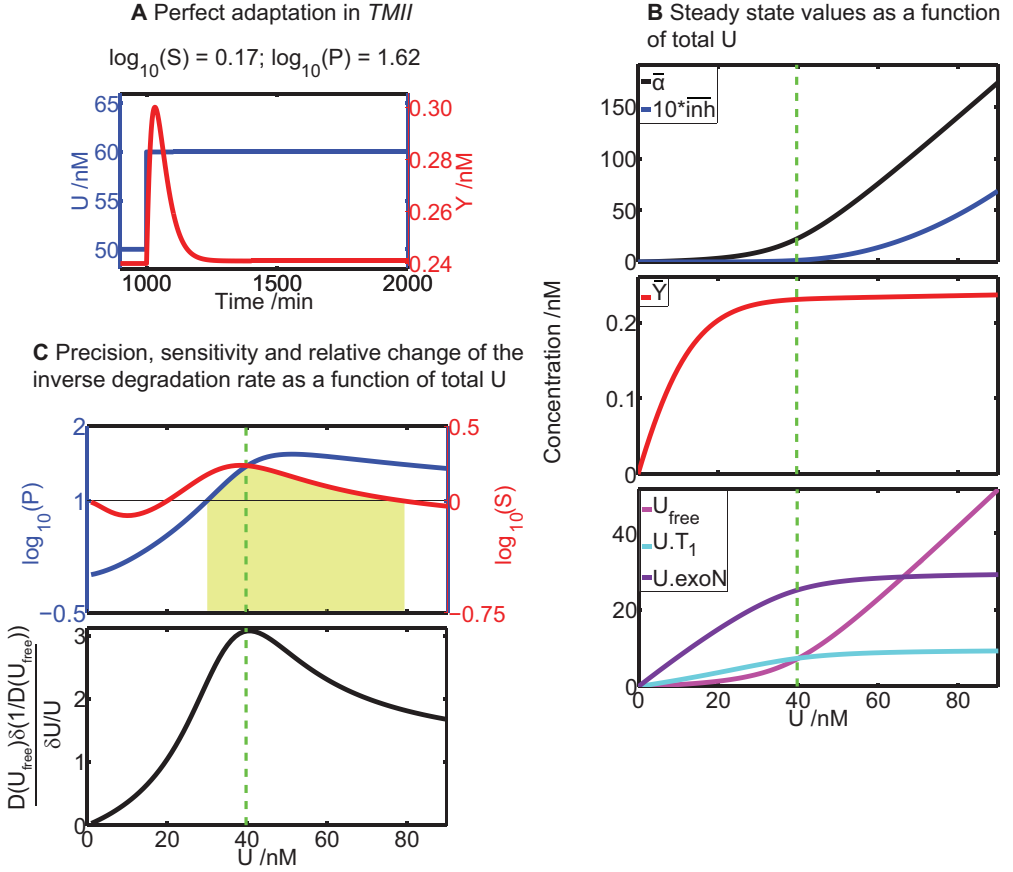 A Perfect adaptation in TMII
log10(S) = 0.17; log10(P) = 1.62
65
60
55
50
U /nM
0.30
0.28
0.26
0.24
Y /nM
1000 1500 2000
Time /min
B Steady state values as a function
of total U
ᾱ
10*i̅n̅h̅
150
100
50
0
Ȳ
0.2
0.1
0
Concentration /nM
Ufree
U.T1
U.exoN
40
20
0
0 20 40 60 80
U /nM
C Precision, sensitivity and relative change of the
inverse degradation rate as a function of total U
2
1
−0.5
log10(P)
0.5
0
−0.75
log10(S)
3
2
1
0
D(Ufree)δ(1/D(Ufree))
δU/U
0 20 40 60 80
U /nM